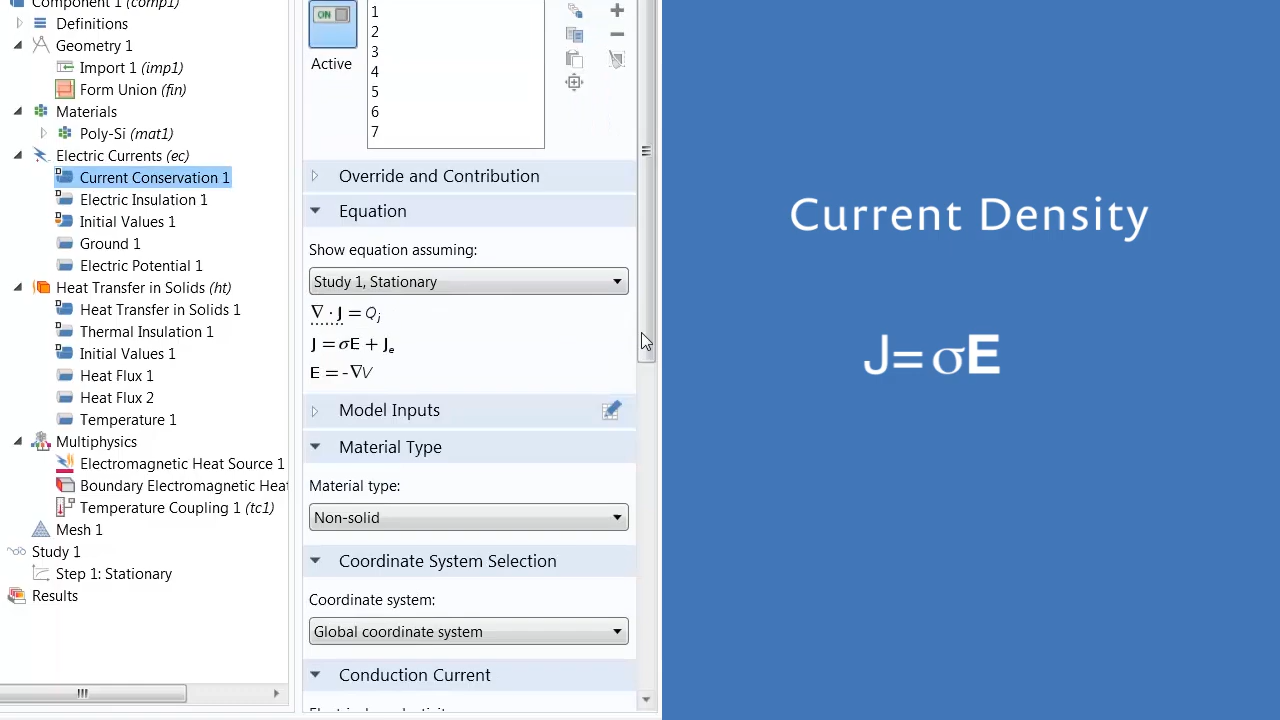 Component 1 (comp1)
Definitions
Geometry 1
Import 1 (imp1)
Form Union (fin)
Materials
Poly-Si (mat1)
Electric Currents (ec)
Current Conservation 1
Electric Insulation 1
Initial Values 1
Ground 1
Electric Potential 1
Heat Transfer in Solids (ht)
Heat Transfer in Solids 1
Thermal Insulation 1
Initial Values 1
Heat Flux 1
Heat Flux 2
Temperature 1
Multiphysics
Electromagnetic Heat Source 1
Boundary Electromagnetic Hea
Temperature Coupling 1 (tc1)
Mesh 1
Study 1
Step 1: Stationary
Results
ON
Active
1
2
3
4
5
6
7
Override and Contribution
Equation
Show equation assuming:
Study 1, Stationary
∇ · J = Qj
J = σE + Je
E = -∇V
Model Inputs
Material Type
Material type:
Non-solid
Coordinate System Selection
Coordinate system:
Global coordinate system
Conduction Current
Current Density
J= σE